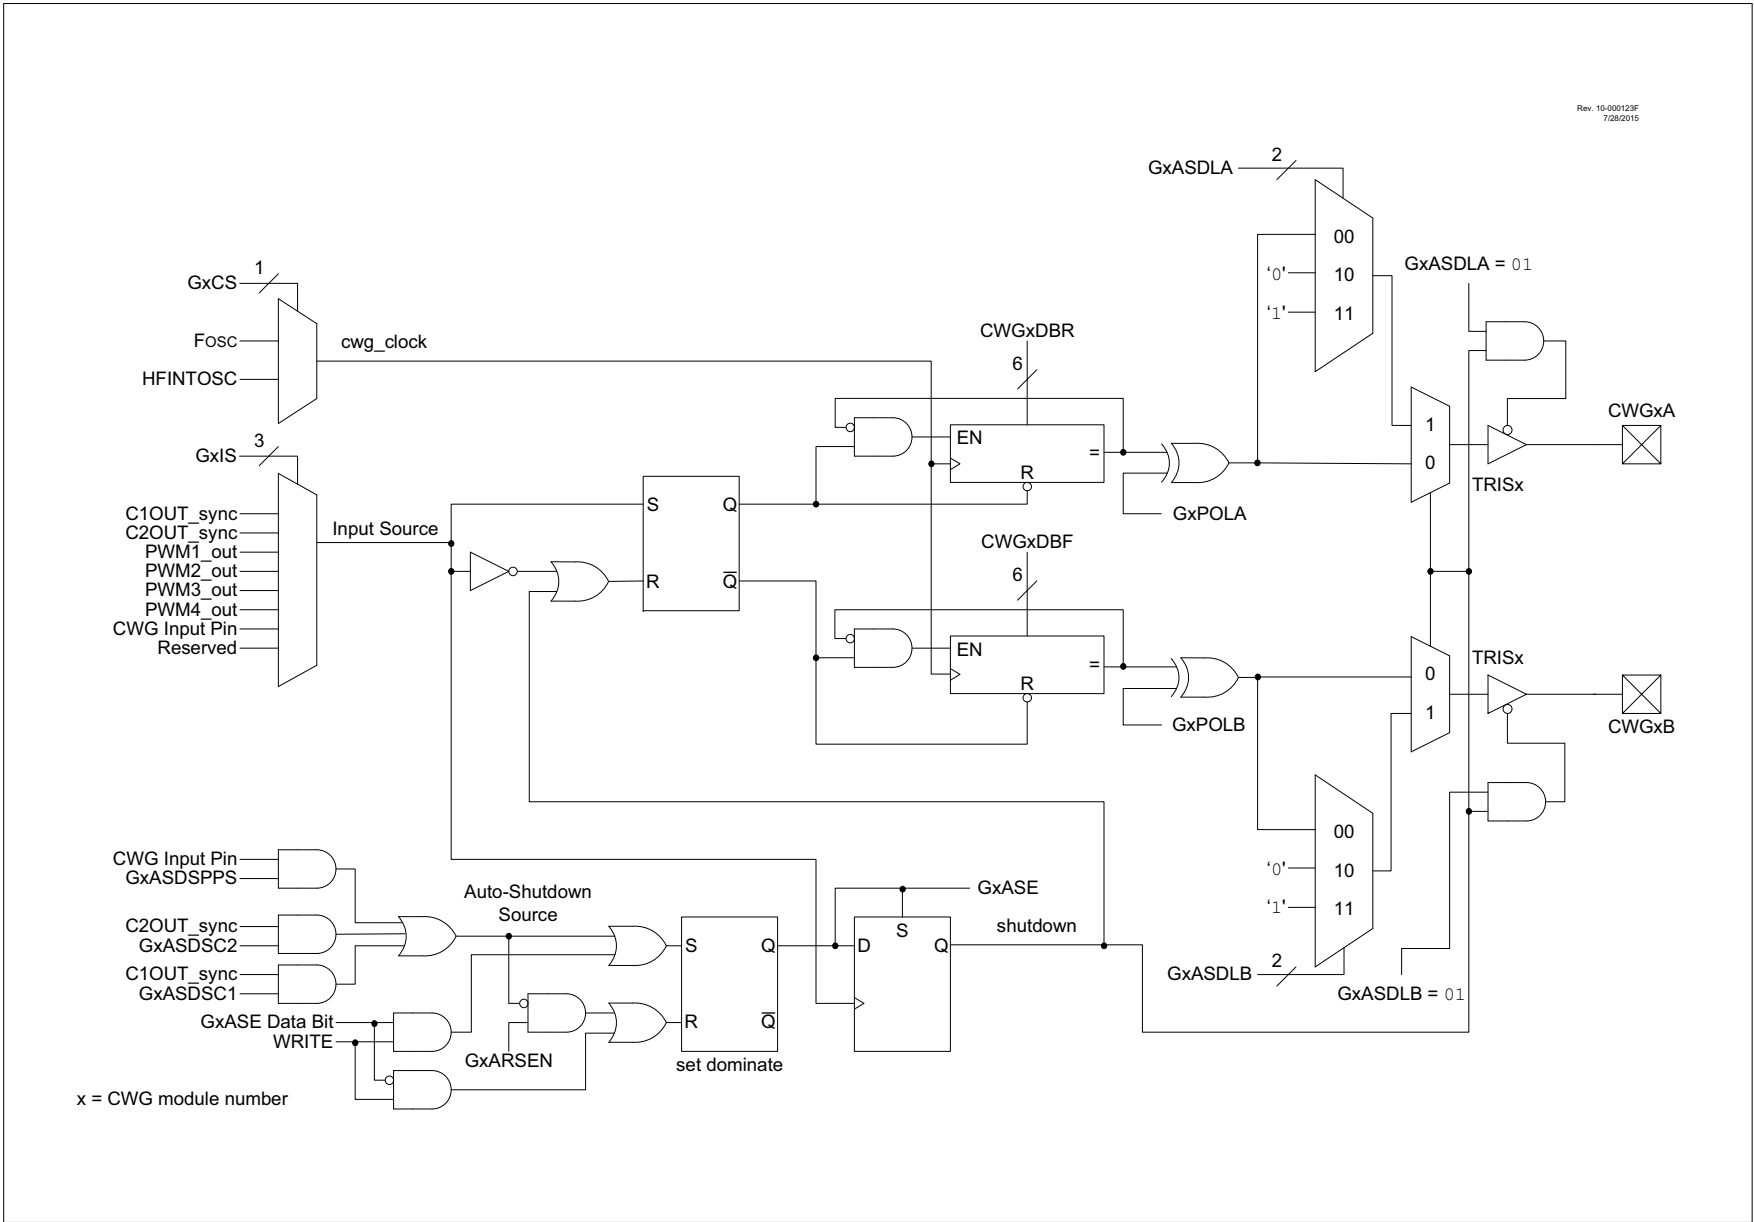 Rev. 10-000123F
7/28/2015
GxASDLA
2
00
‘0’
10
‘1’
11
GxASDLA = 01
GxCS
1
FOSC
HFINTOSC
cwg_clock
CWGxDBR
6
EN
=
R
GxPOLA
1
0
TRISx
CWGxA
GxIS
3
C1OUT_sync
C2OUT_sync
PWM1_out
PWM2_out
PWM3_out
PWM4_out
CWG Input Pin
Reserved
Input Source
S
Q
R
Q
CWGxDBF
6
EN
=
R
GxPOLB
0
1
TRISx
CWGxB
00
‘0’
10
‘1’
11
GxASDLB
2
GxASDLB = 01
CWG Input Pin
GxASDSPPS
C2OUT_sync
GxASDSC2
C1OUT_sync
GxASDSC1
GxASE Data Bit
WRITE
Auto-Shutdown
Source
GxARSEN
S
Q
R
Q
set dominate
D
S
Q
GxASE
shutdown
x = CWG module number